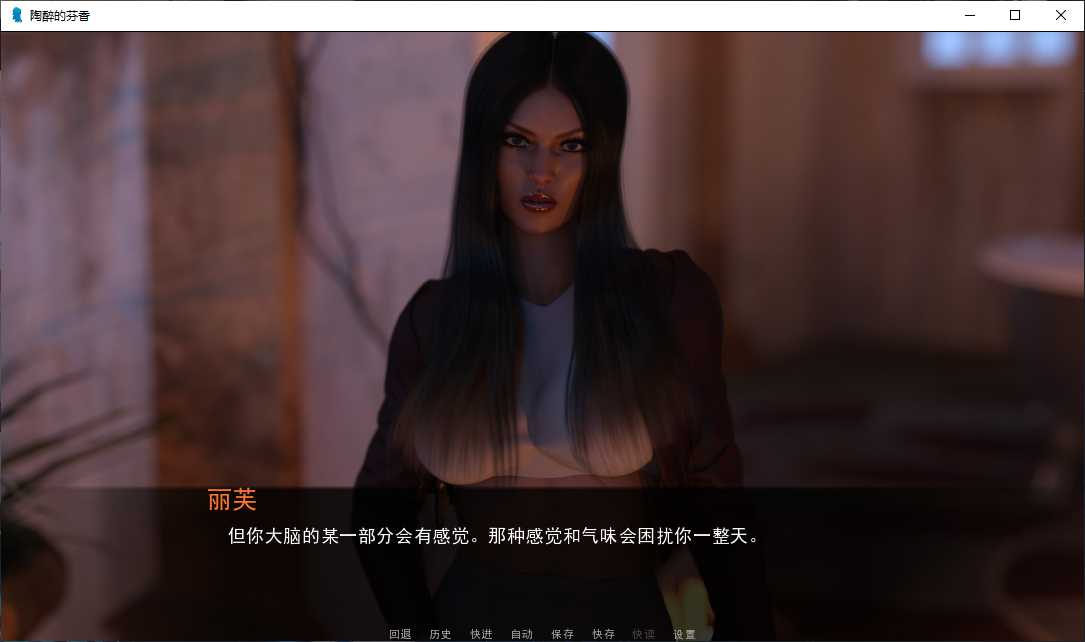 陶醉的芬香
丽芙
但你大脑的某一部分会有感觉。那种感觉和气味会困扰你一整天。
回退 历史 快进 自动 保存 快存 快读 设置